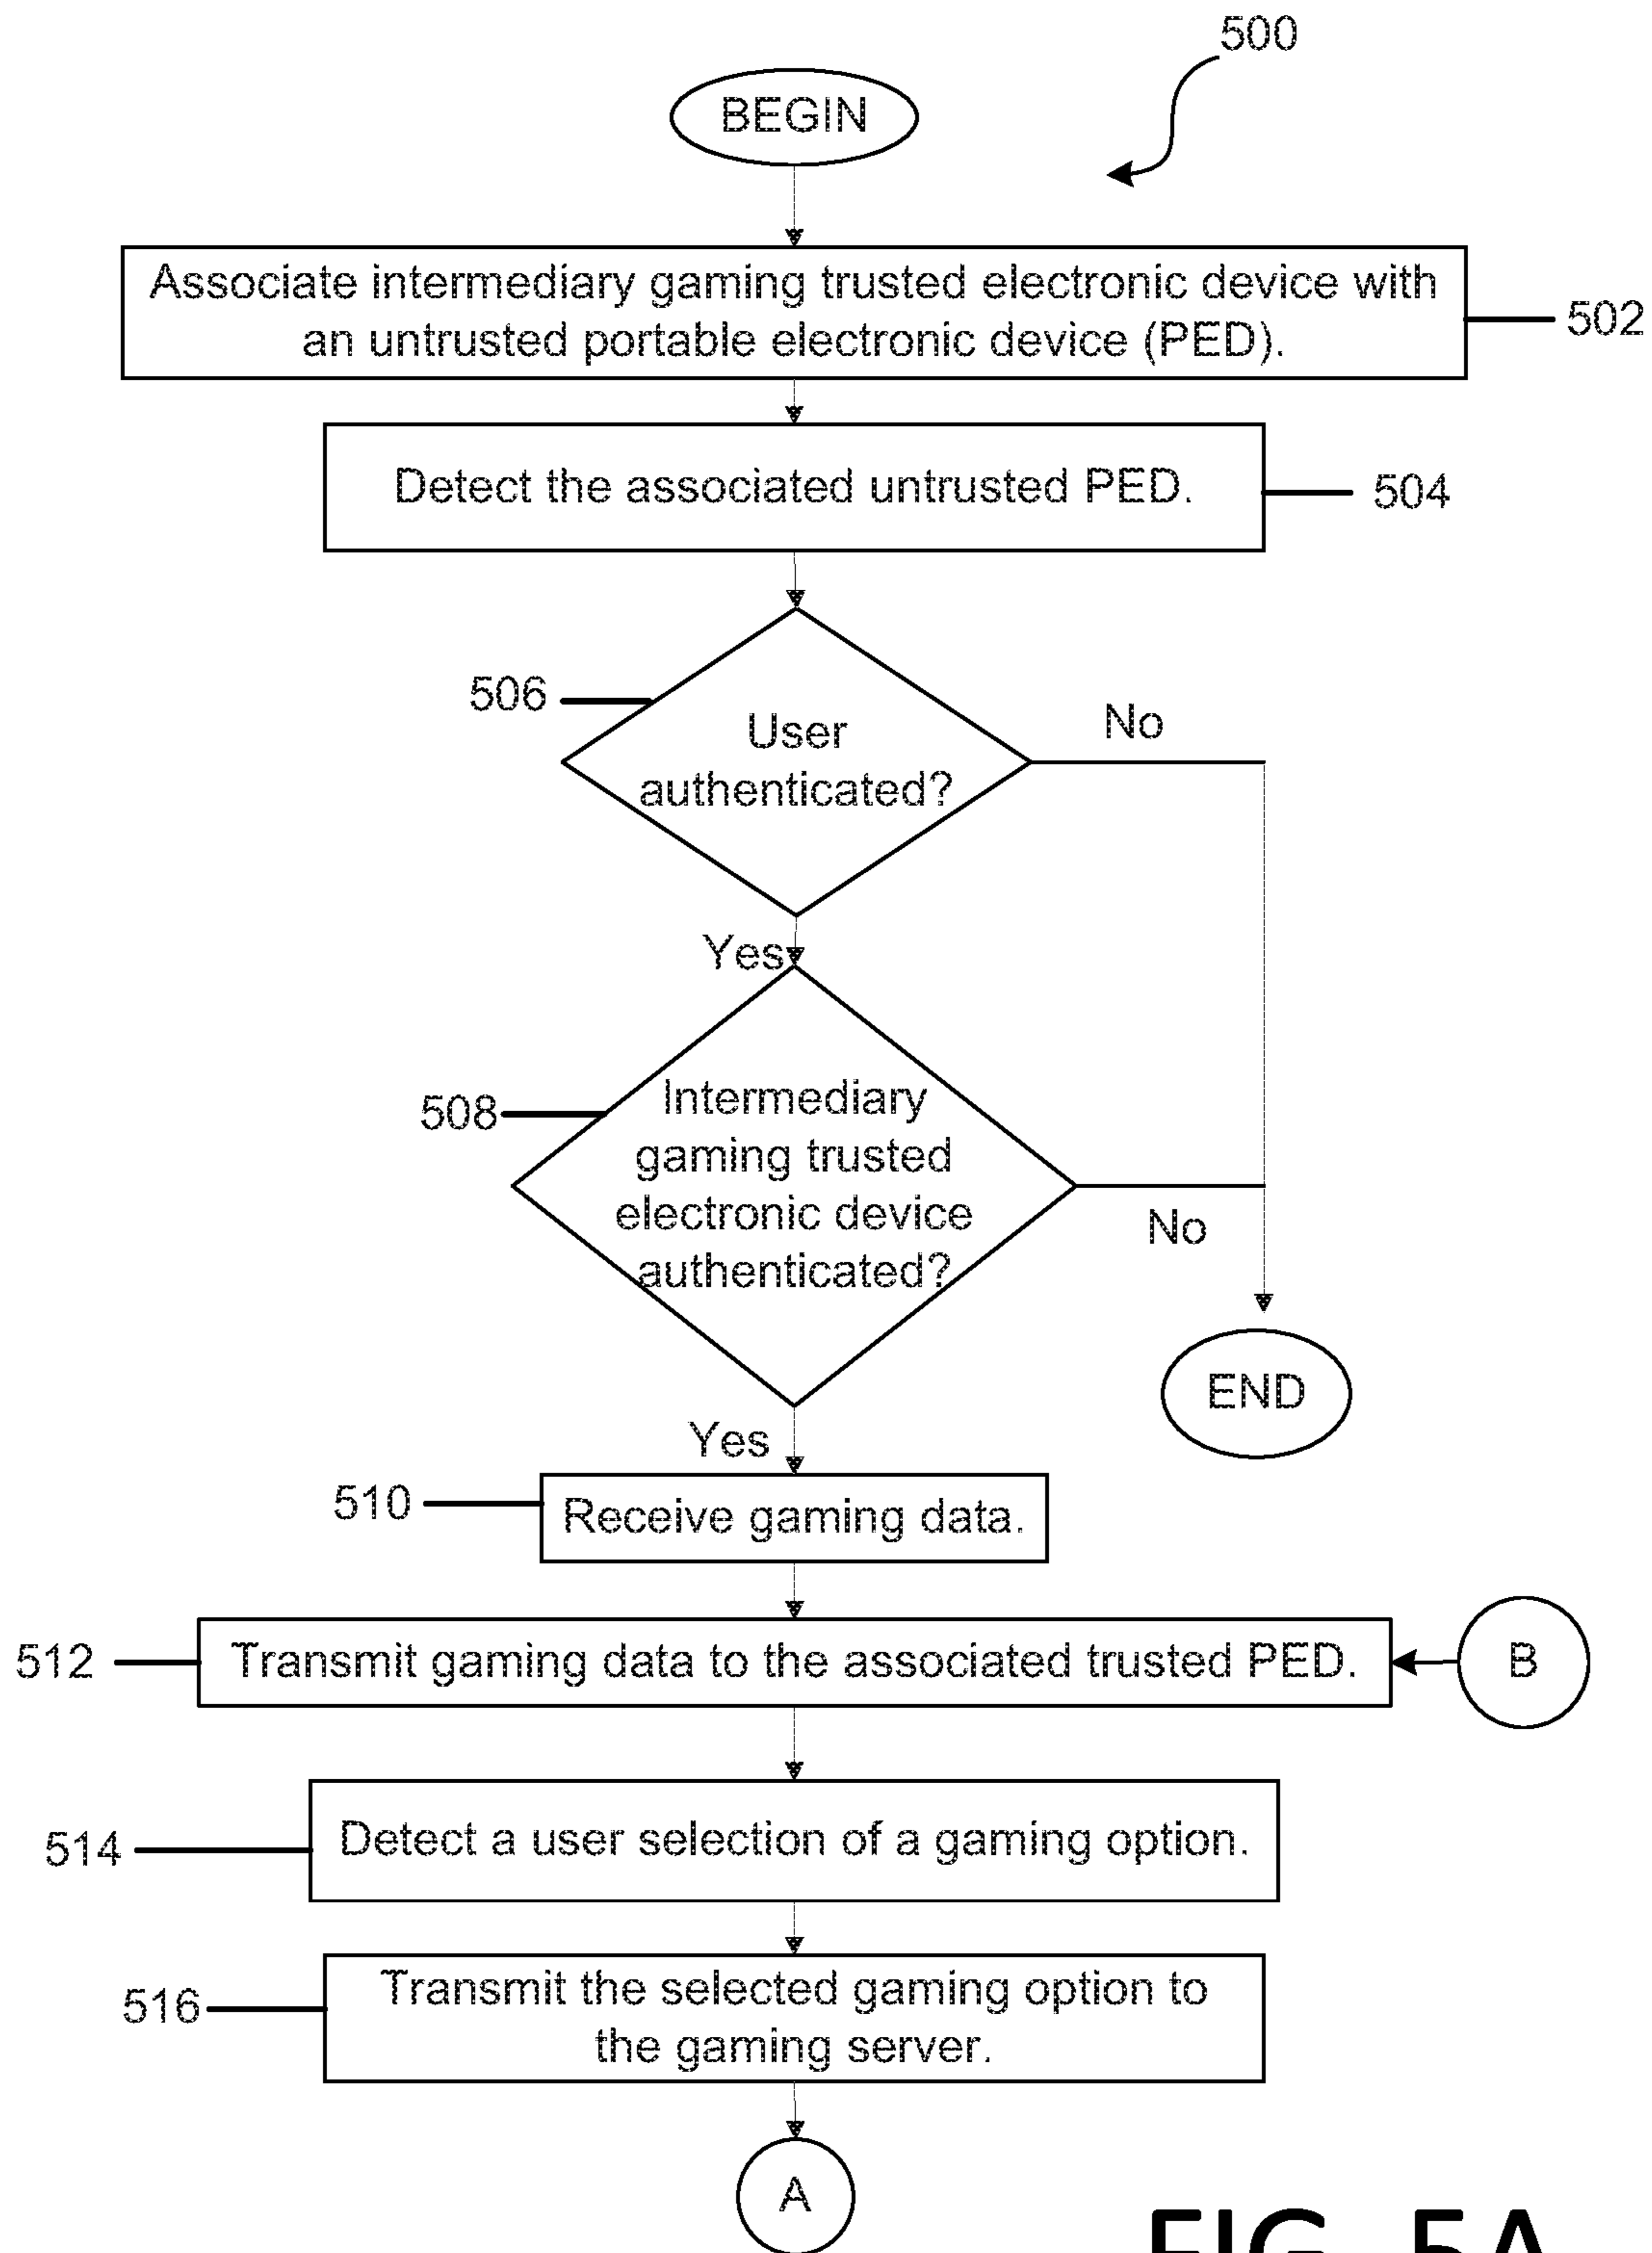 500
BEGIN
Associate intermediary gaming trusted electronic device with
an untrusted portable electronic device (PED).
502
Detect the associated untrusted PED.
504
506
User
authenticated?
No
Yes
508
Intermediary
gaming trusted
electronic device
authenticated?
No
END
Yes
510
Receive gaming data.
512
Transmit gaming data to the associated trusted PED.
B
514
Detect a user selection of a gaming option.
516
Transmit the selected gaming option to
the gaming server.
A
FIG. 5A